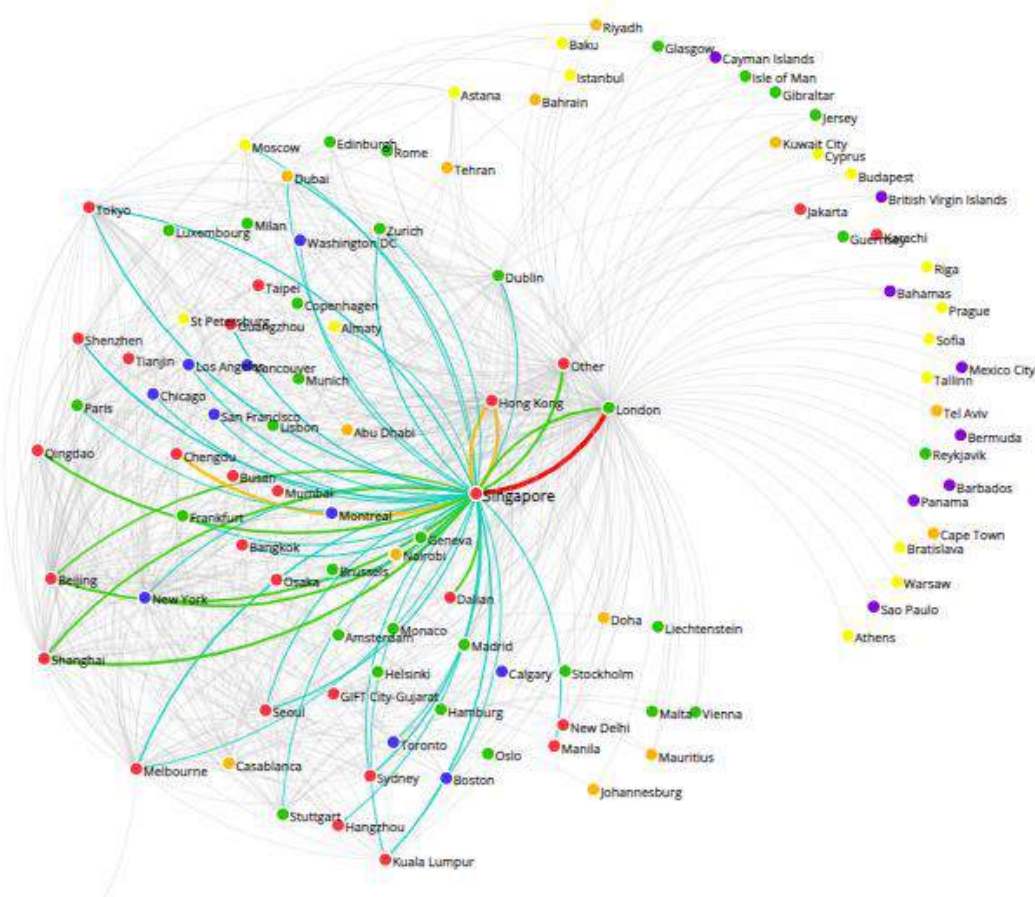 Riyadh
Baku
Glasgow
Cayman Islands
Istanbul
Isle of Man
Astana
Gibraltar
Bahrain
Jersey
Moscow
Edinburgh
Rome
Kuwait City
Cyprus
Tehran
Dubai
Budapest
British Virgin Islands
Tokyo
Jakarta
Luxembourg
Milan
Washington DC
Zurich
Guernsey
Karachi
Riga
Dublin
Taipei
Bahamas
Copenhagen
Prague
St Petersburg
Guangzhou
Almaty
Shenzhen
Sofia
Tianjin
Los Angeles
Vancouver
Other
Mexico City
Munich
Tallinn
Chicago
Paris
Hong Kong
London
Tel Aviv
San Francisco
Lisbon
Abu Dhabi
Bermuda
Qingdao
Chengdu
Reykjavik
Busan
Mumbai
Singapore
Barbados
Panama
Frankfurt
Montreal
Cape Town
Bangkok
Geneva
Nairobi
Bratislava
Beijing
Osaka
Brussels
Warsaw
New York
Dalian
Sao Paulo
Doha
Liechtenstein
Amsterdam
Monaco
Madrid
Athens
Shanghai
Helsinki
Calgary
Stockholm
GIFT City-Gujarat
Seoul
Hamburg
Malta
Vienna
New Delhi
Toronto
Manila
Oslo
Mauritius
Melbourne
Casablanca
Sydney
Boston
Johannesburg
Stuttgart
Hangzhou
Kuala Lumpur